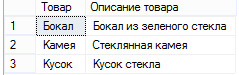 Товар Описание товара
1 Бокал Бокал из зеленого стекла
2 Камея Стеклянная камея
3 Кусок Кусок стекла